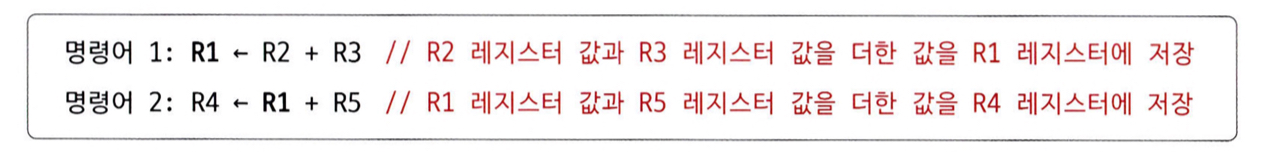 명령어 1: R1 ← R2 + R3 // R2 레지스터 값과 R3 레지스터 값을 더한 값을 R1 레지스터에 저장
명령어 2: R4 ← R1 + R5 // R1 레지스터 값과 R5 레지스터 값을 더한 값을 R4 레지스터에 저장